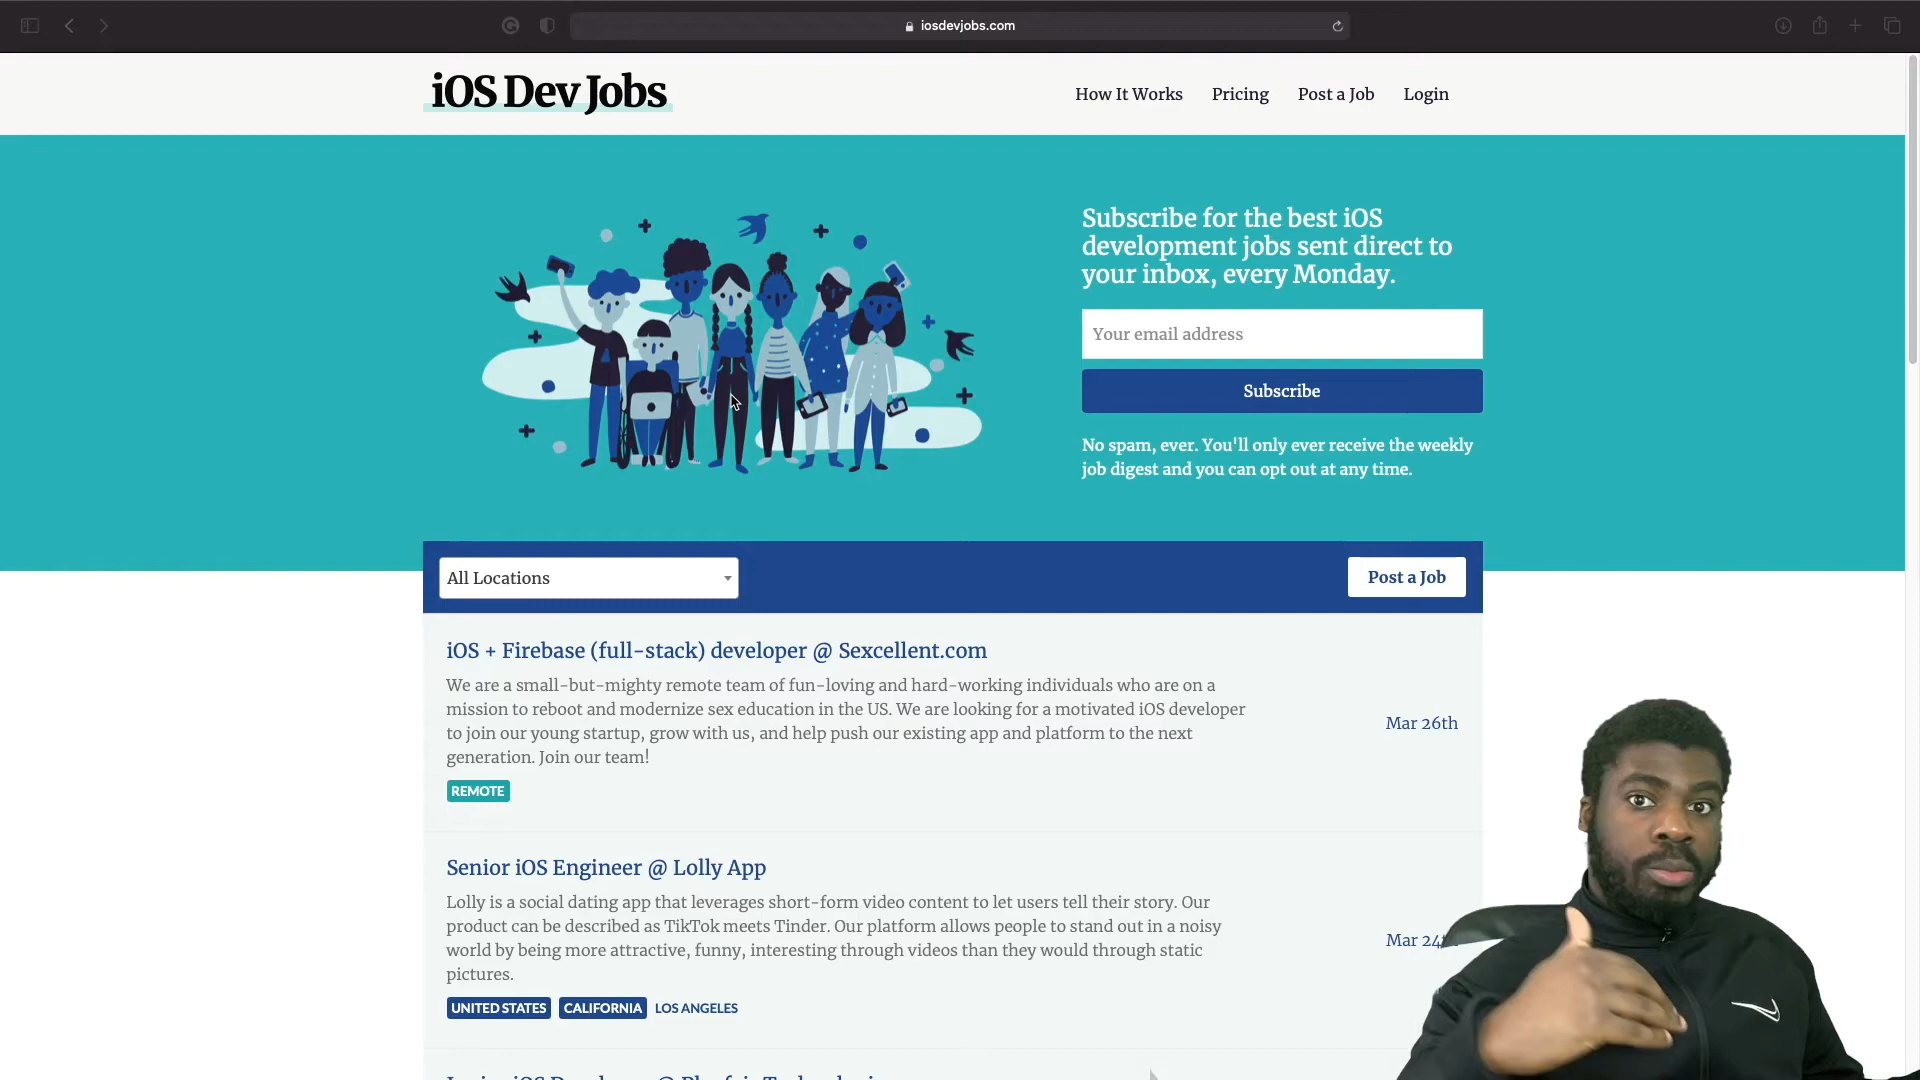 iosdevjobs.com
iOS Dev Jobs
How It Works
Pricing
Post a Job
Login
Subscribe for the best iOS
development jobs sent direct to
your inbox, every Monday.
Your email address
Subscribe
No spam, ever. You'll only ever receive the weekly
job digest and you can opt out at any time.
All Locations
Post a Job
iOS + Firebase (full-stack) developer @ Sexcellent.com
We are a small-but-mighty remote team of fun-loving and hard-working individuals who are on a
mission to reboot and modernize sex education in the US. We are looking for a motivated iOS developer
to join our young startup, grow with us, and help push our existing app and platform to the next
generation. Join our team!
Mar 26th
REMOTE
Senior iOS Engineer @ Lolly App
Lolly is a social dating app that leverages short-form video content to let users tell their story. Our
product can be described as TikTok meets Tinder. Our platform allows people to stand out in a noisy
world by being more attractive, funny, interesting through videos than they would through static
pictures.
Mar 24
UNITED STATES
CALIFORNIA
LOS ANGELES